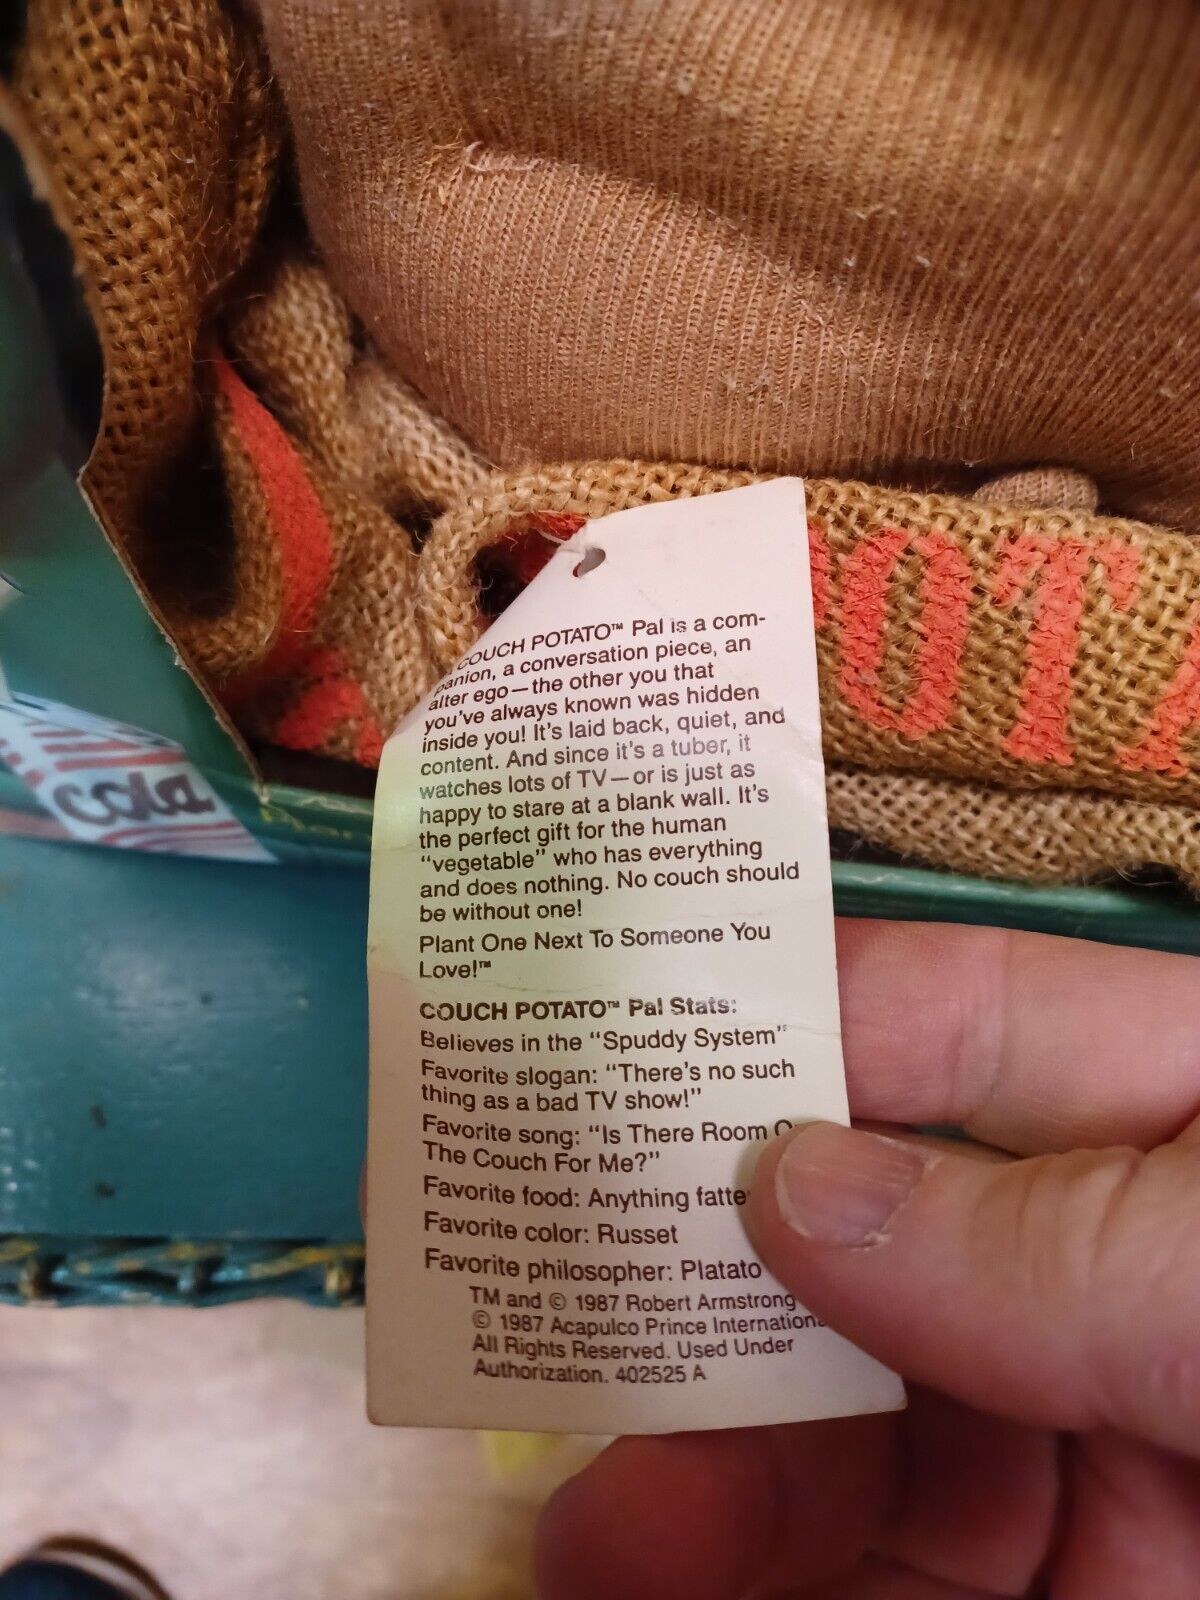 COUCH POTATO™ Pal is a com-
panion, a conversation piece, an
alter ego—the other you that
you've always known was hidden
inside you! It's laid back, quiet, and
content. And since it's a tuber, it
watches lots of TV—or is just as
happy to stare at a blank wall. It's
the perfect gift for the human
"vegetable" who has everything
and does nothing. No couch should
be without one!
Plant One Next To Someone You
Love!™
COUCH POTATO™ Pal Stats:
Believes in the "Spuddy System"
Favorite slogan: "There's no such
thing as a bad TV show!"
Favorite song: "Is There Room
The Couch For Me?"
Favorite food: Anything
Favorite color: Russet
Favorite philosopher: Platato
TM and © 1987 Robert Armstrong
© 1987 Acapulco Prince
All Rights Reserved. Used Under
Authorization. 402525 A
OTA
cola